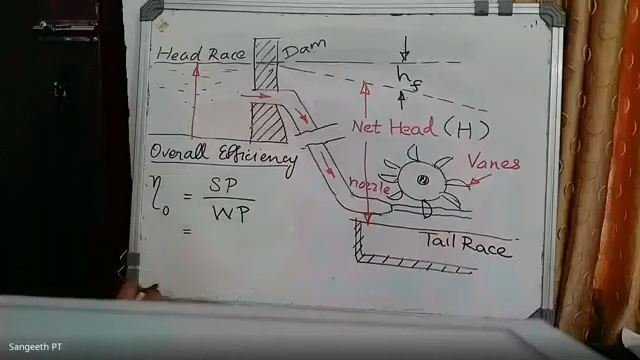 Head Race
Dam
h_f
Net Head (H)
Overall Efficiency
Vanes
nozzle
η_0 = SP / WP
=
Tail Race
Sangeeth PT